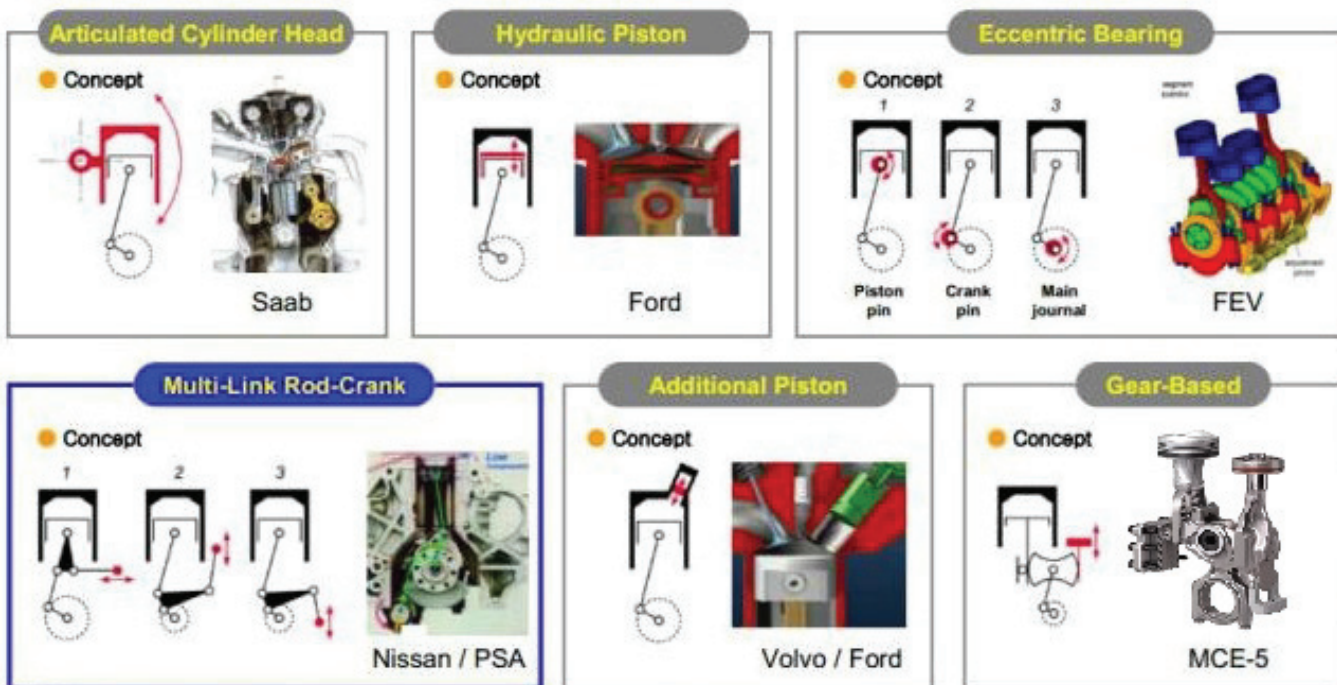 Articulated Cylinder Head
Concept
Saab
Hydraulic Piston
Concept
Ford
Eccentric Bearing
Concept
1 2 3
Piston pin
Crank pin
Main journal
FEV
Multi-Link Rod-Crank
Concept
1 2 3
Low
Nissan / PSA
Additional Piston
Concept
Volvo / Ford
Gear-Based
Concept
MCE-5